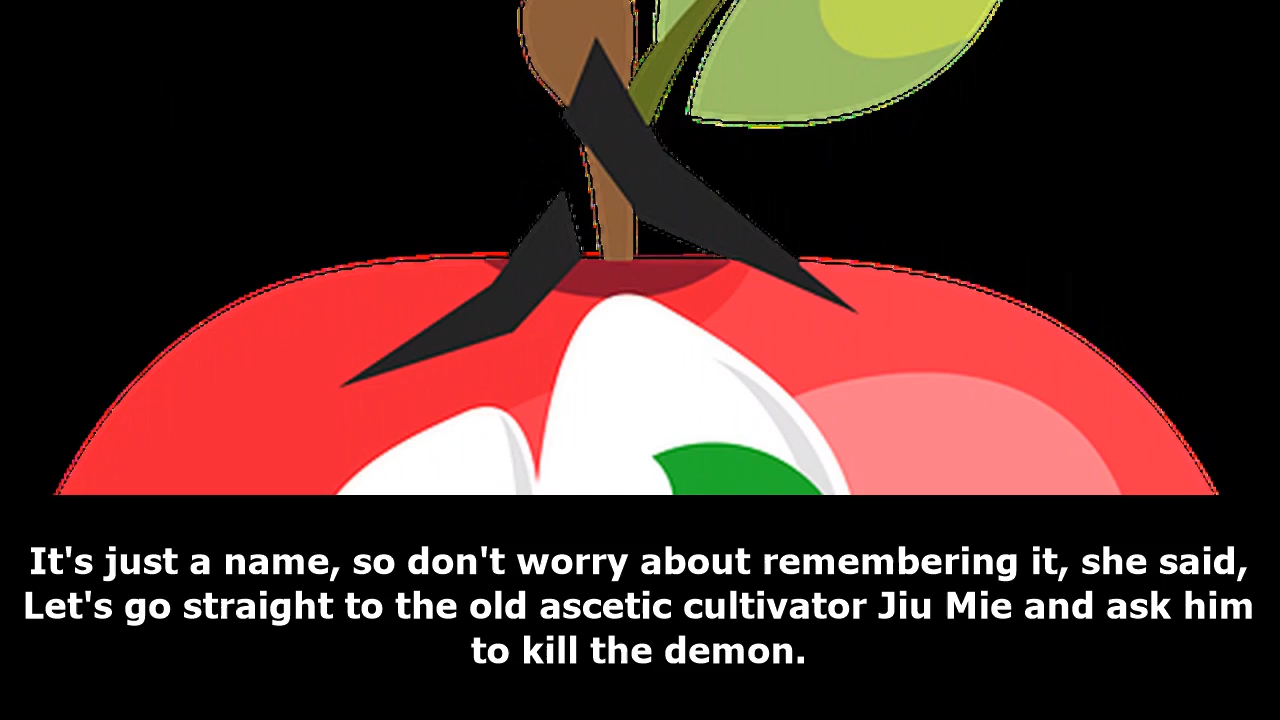 It's just a name, so don't worry about remembering it, she said,
Let's go straight to the old ascetic cultivator Jiu Mie and ask him
to kill the demon.